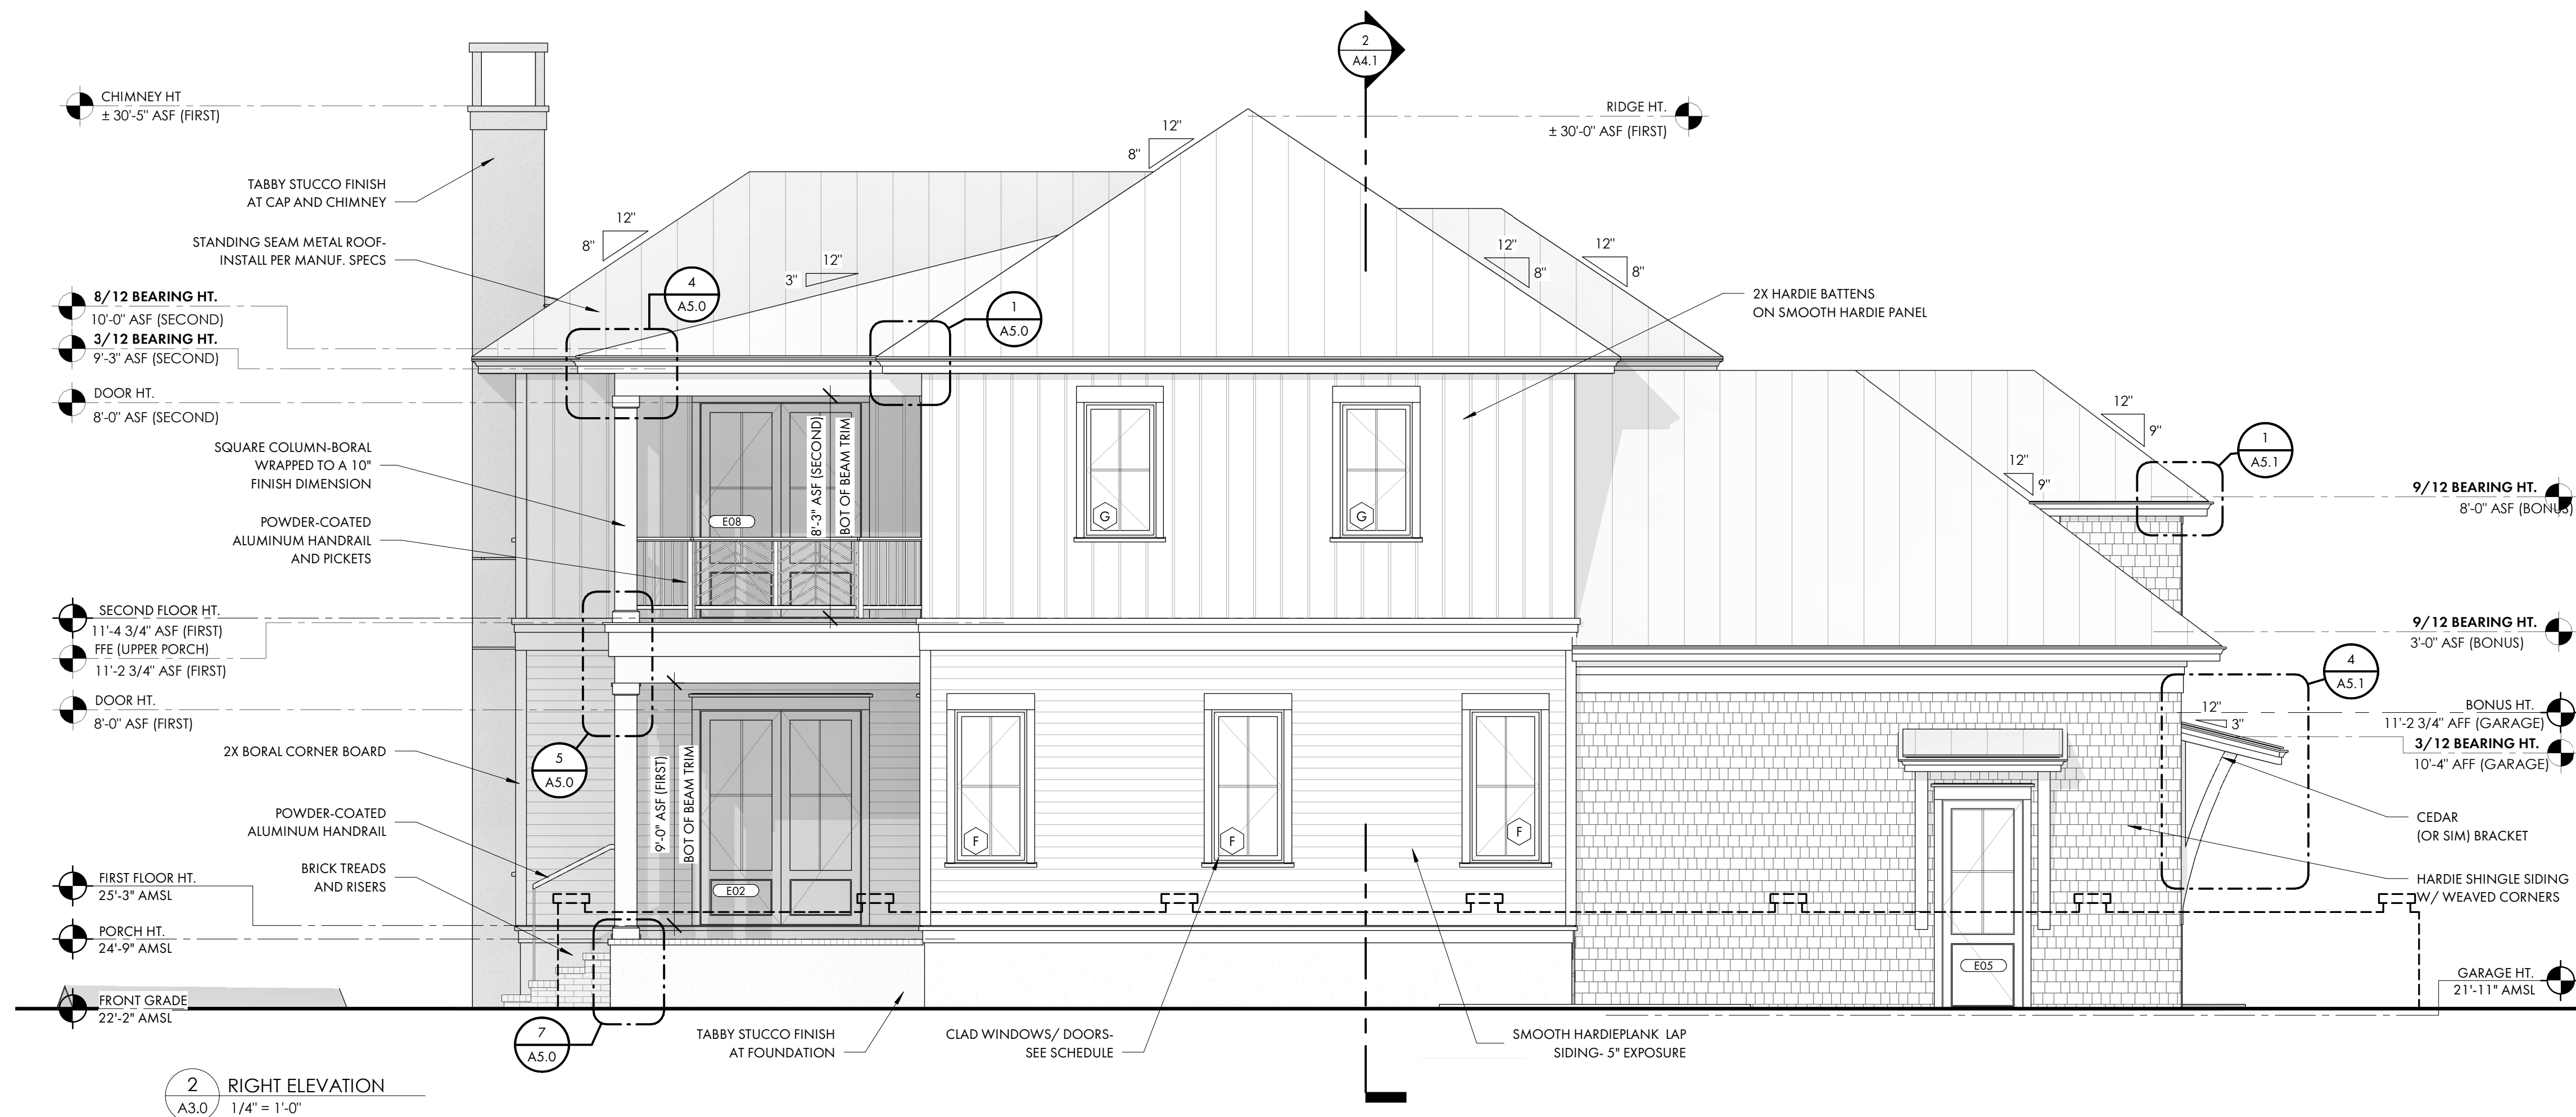 2
A4.1
CHIMNEY HT
± 30'-5" ASF (FIRST)
RIDGE HT.
± 30'-0" ASF (FIRST)
12"
8"
TABBY STUCCO FINISH
AT CAP AND CHIMNEY
12"
8"
STANDING SEAM METAL ROOF-
INSTALL PER MANUF. SPECS
12"
3"
12"
8"
12"
8"
4
A5.0
1
A5.0
8/12 BEARING HT.
10'-0" ASF (SECOND)
3/12 BEARING HT.
9'-3" ASF (SECOND)
2X HARDIE BATTENS
ON SMOOTH HARDIE PANEL
DOOR HT.
8'-0" ASF (SECOND)
12"
9"
12"
9"
1
A5.1
SQUARE COLUMN-BORAL
WRAPPED TO A 10"
FINISH DIMENSION
8'-3" ASF (SECOND)
BOT OF BEAM TRIM
9/12 BEARING HT.
8'-0" ASF (BONUS)
E08
G
G
POWDER-COATED
ALUMINUM HANDRAIL
AND PICKETS
SECOND FLOOR HT.
11'-4 3/4" ASF (FIRST)
FFE (UPPER PORCH)
11'-2 3/4" ASF (FIRST)
9/12 BEARING HT.
3'-0" ASF (BONUS)
4
A5.1
DOOR HT.
8'-0" ASF (FIRST)
12"
3"
BONUS HT.
11'-2 3/4" AFF (GARAGE)
3/12 BEARING HT.
10'-4" AFF (GARAGE)
2X BORAL CORNER BOARD
5
A5.0
9'-0" ASF (FIRST)
BOT OF BEAM TRIM
POWDER-COATED
ALUMINUM HANDRAIL
CEDAR
(OR SIM) BRACKET
F
F
F
BRICK TREADS
AND RISERS
E02
FIRST FLOOR HT.
25'-3" AMSL
HARDIE SHINGLE SIDING
W/ WEAVED CORNERS
PORCH HT.
24'-9" AMSL
E05
GARAGE HT.
21'-11" AMSL
FRONT GRADE
22'-2" AMSL
7
A5.0
TABBY STUCCO FINISH
AT FOUNDATION
CLAD WINDOWS/ DOORS-
SEE SCHEDULE
SMOOTH HARDIEPLANK LAP
SIDING- 5" EXPOSURE
2
A3.0
RIGHT ELEVATION
1/4" = 1'-0"